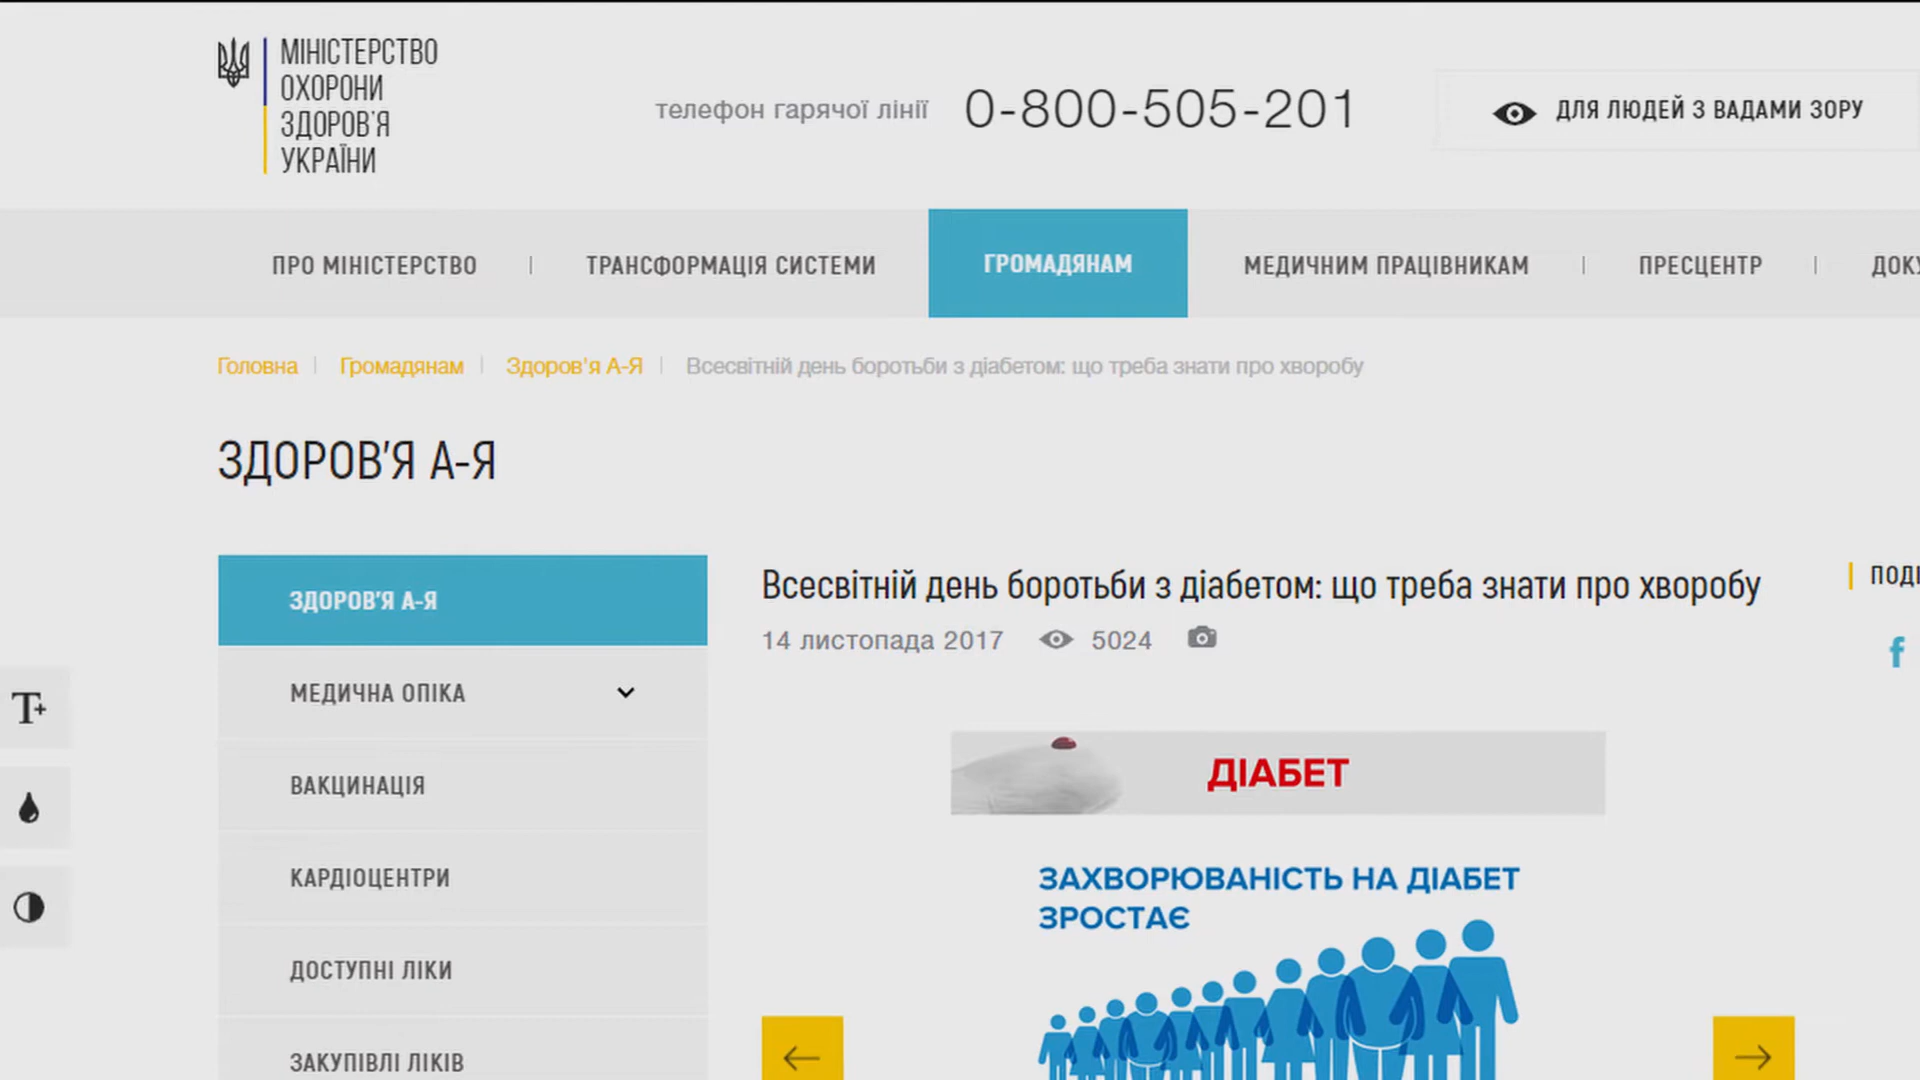 МІНІСТЕРСТВО
ОХОРОНИ
ЗДОРОВ'Я
УКРАЇНИ
телефон гарячої лінії 0-800-505-201
ДЛЯ ЛЮДЕЙ З ВАДАМИ ЗОРУ
ПРО МІНІСТЕРСТВО | ТРАНСФОРМАЦІЯ СИСТЕМИ ГРОМАДЯНАМ МЕДИЧНИМ ПРАЦІВНИКАМ | ПРЕСЦЕНТР |
Головна | Громадянам | Здоров'я А-Я | Всесвітній день боротьби з діабетом: що треба знати про хворобу
ЗДОРОВ'Я А-Я
ЗДОРОВ'Я А-Я
МЕДИЧНА ОПІКА
ВАКЦИНАЦІЯ
КАРДІОЦЕНТРИ
ДОСТУПНІ ЛІКИ
ЗАКУПІВЛІ ЛІКІВ
Всесвітній день боротьби з діабетом: що треба знати про хворобу
14 листопада 2017 5024
ДІАБЕТ
ЗАХВОРЮВАНІСТЬ НА ДІАБЕТ
ЗРОСТАЄ
T+
f